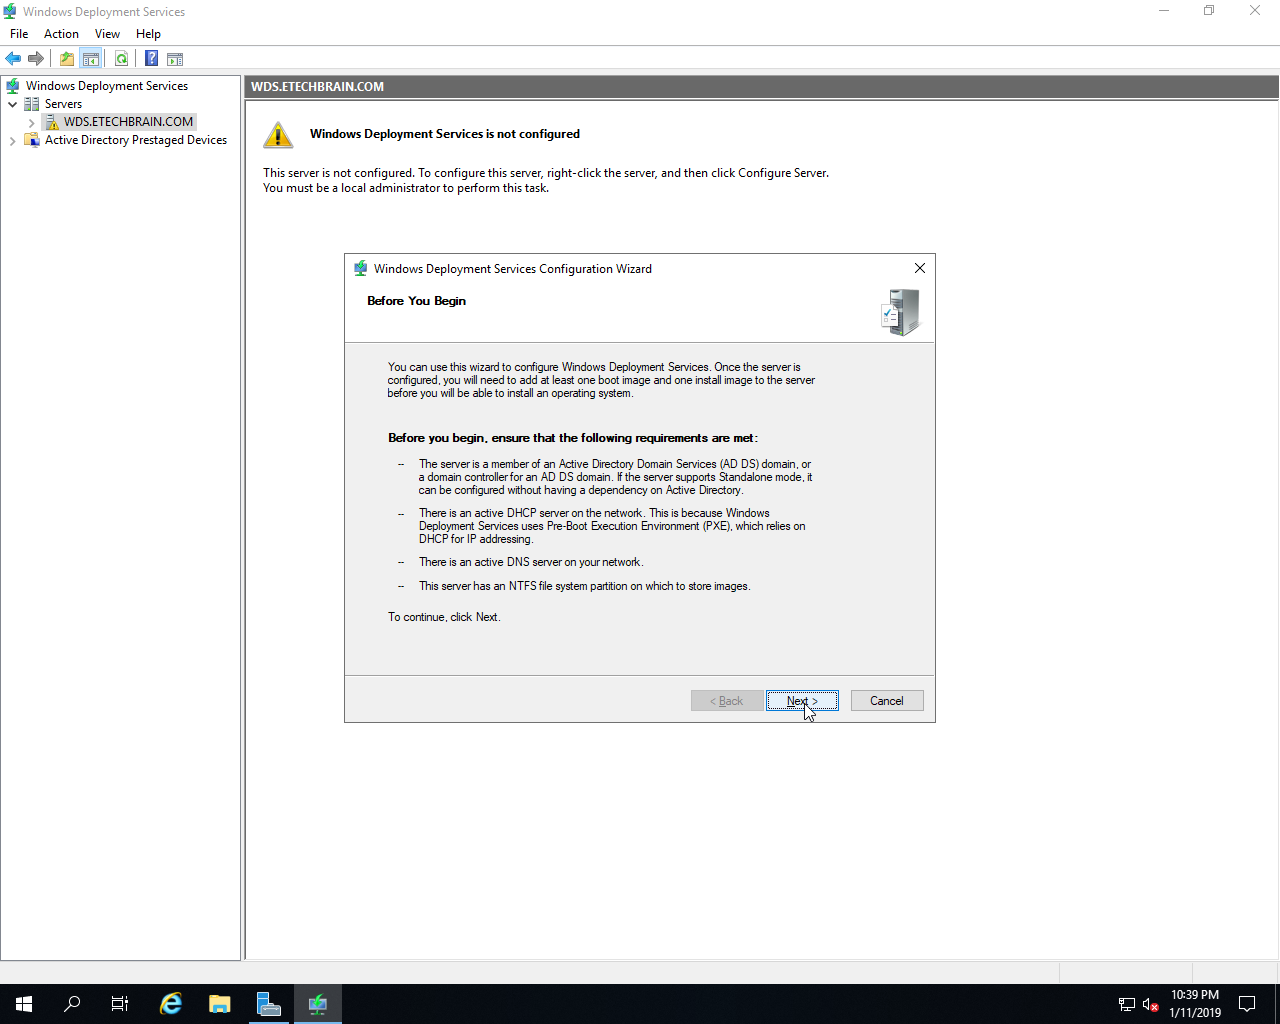 Windows Deployment Services
File Action View Help
Windows Deployment Services
Servers
WDS.ETECHBRAIN.COM
Active Directory Prestaged Devices
WDS.ETECHBRAIN.COM
Windows Deployment Services is not configured
This server is not configured. To configure this server, right-click the server, and then click Configure Server.
You must be a local administrator to perform this task.
Windows Deployment Services Configuration Wizard
Before You Begin
You can use this wizard to configure Windows Deployment Services. Once the server is
configured, you will need to add at least one boot image and one install image to the server
before you will be able to install an operating system.
Before you begin, ensure that the following requirements are met:
-- The server is a member of an Active Directory Domain Services (AD DS) domain, or
a domain controller for an AD DS domain. If the server supports Standalone mode, it
can be configured without having a dependency on Active Directory.
-- There is an active DHCP server on the network. This is because Windows
Deployment Services uses Pre-Boot Execution Environment (PXE), which relies on
DHCP for IP addressing.
-- There is an active DNS server on your network.
-- This server has an NTFS file system partition on which to store images.
To continue, click Next.
< Back Next > Cancel
10:39 PM
1/11/2019